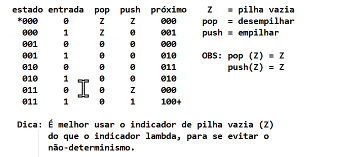 estado entrada pop push próximo Z = pilha vazia
*000 0 Z Z 000 pop = desempilhar
000 1 Z 0 001 push = empilhar
001 0 0 0 000
001 1 0 0 010 OBS: pop (Z) = Z
010 0 0 0 011 push(Z) = Z
010 1 0 0 010
011 0 0 Z 000
011 1 0 1 100+
Dica: É melhor usar o indicador de pilha vazia (Z)
do que o indicador lambda, para se evitar o
não-determinismo.